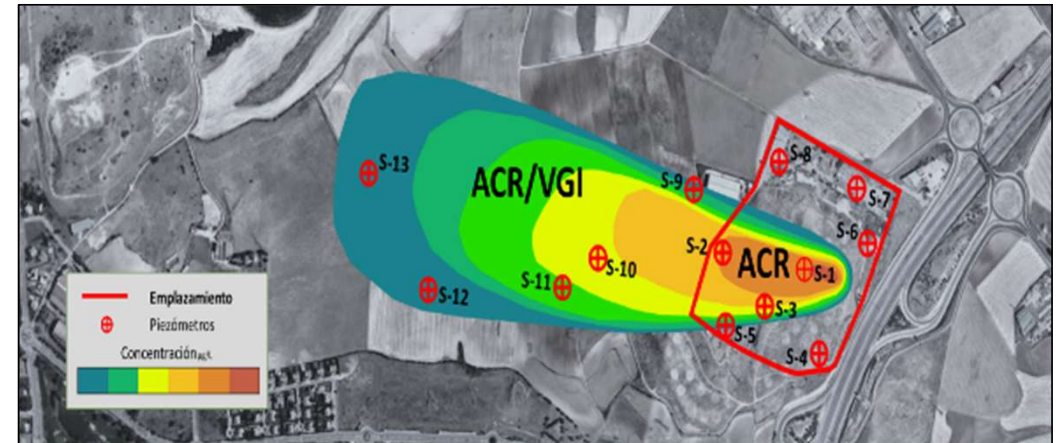 S-8
S-13
ACR/VGI
S-9
S-7
S-6
S-2
ACR
S-1
S-10
S-11
S-12
S-3
S-5
S-4
Emplazamiento
Piezómetros
Concentración